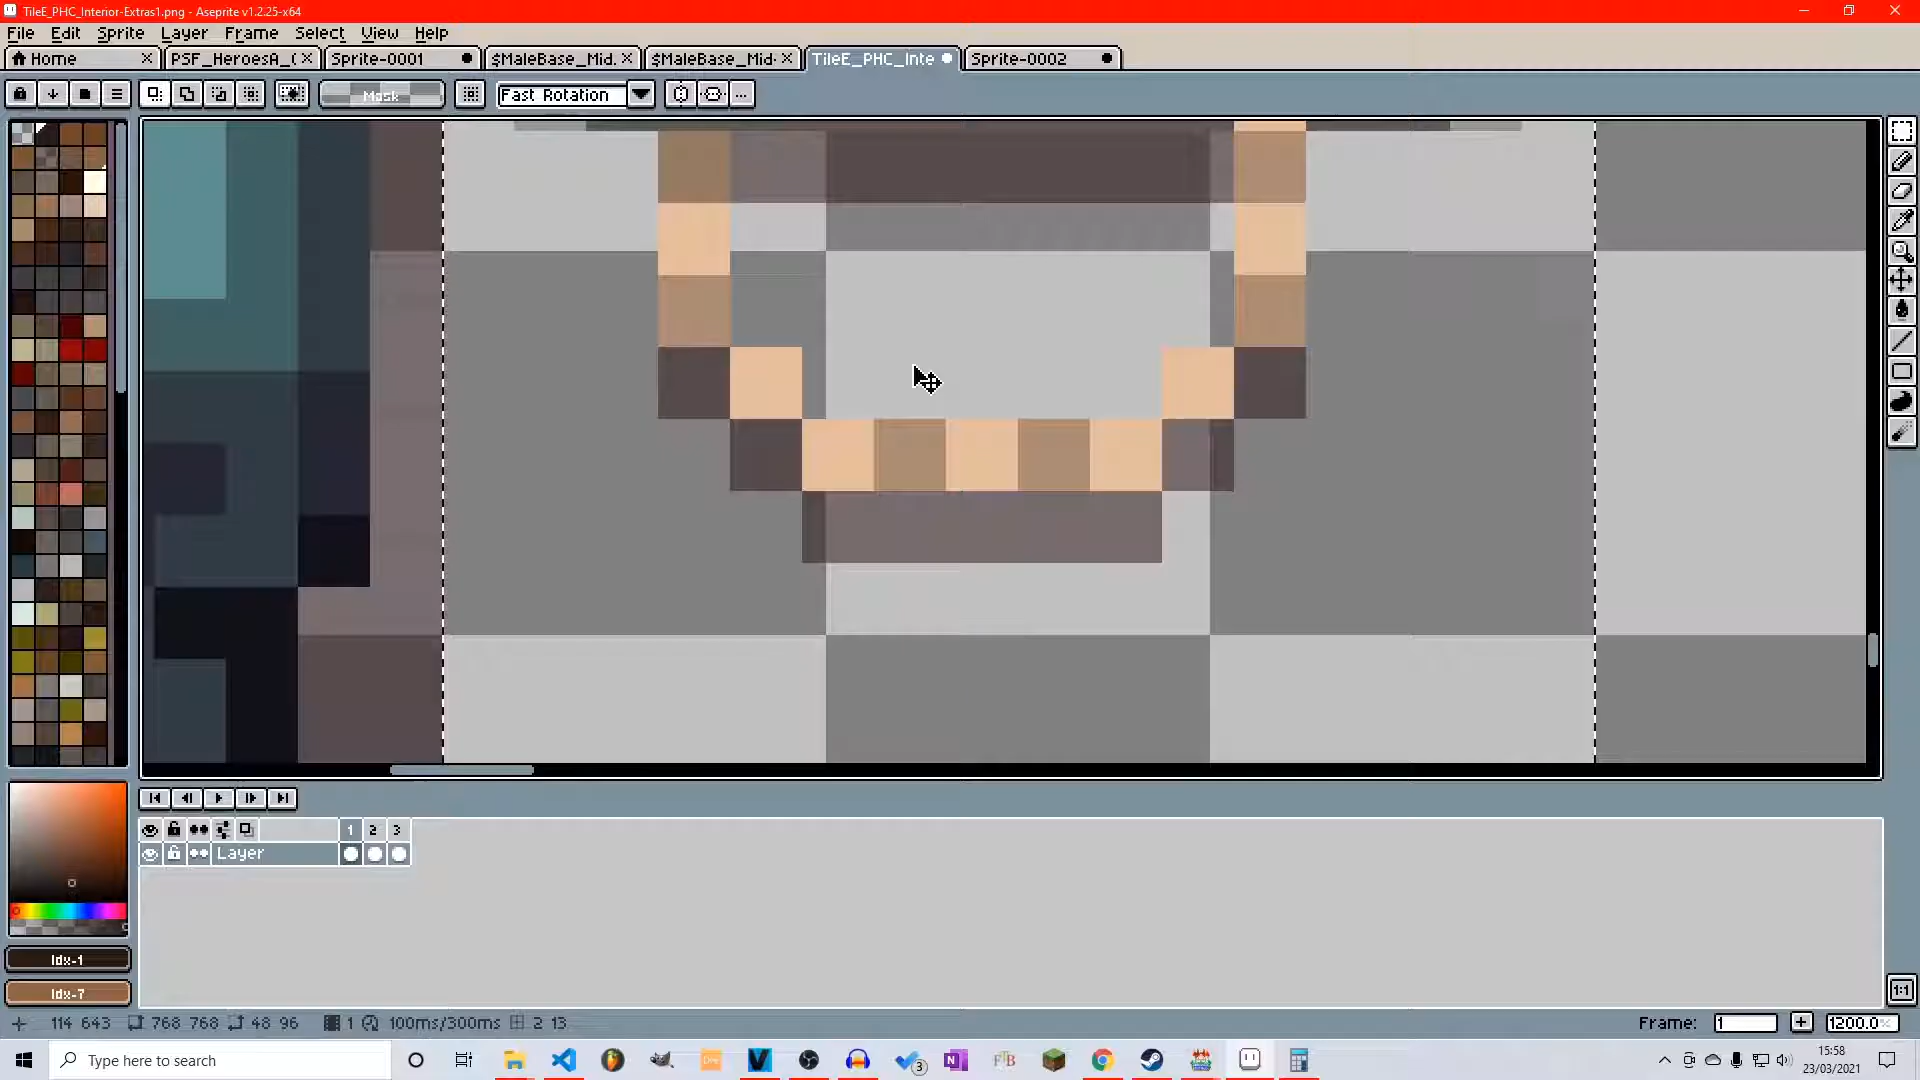 TileE_PHC_Interior-Extras1.png - Aseprite v1.2.25-x64
File Edit Sprite Layer Frame Select View Help
Home PSF_HeroesA_( Sprite-0001 $MaleBase_Mid. $MaleBase_Mid- TileE_PHC_Inte Sprite-0002
Mask Fast Rotation ...
1 2 3
Layer
Idx-1
Idx-7
114 643 768 768 48 96 1 100ms/300ms 2 13 Frame: 1 + 1200.0
1:1
Type here to search
3
15:58
23/03/2021